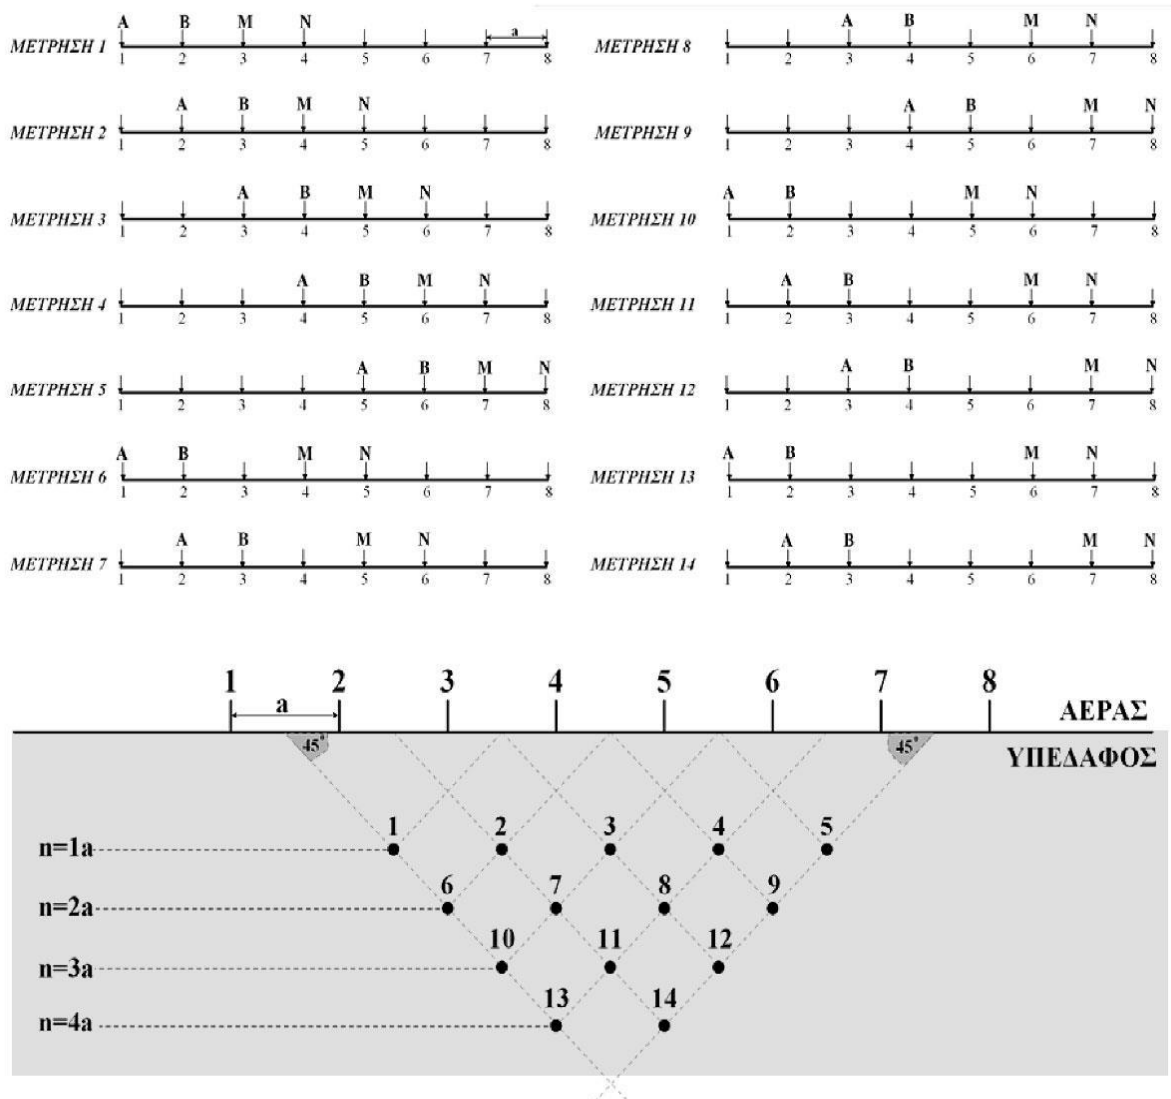 A B M N
ΜΕΤΡΗΣΗ 1 a
1 2 3 4 5 6 7 8
A B M N
ΜΕΤΡΗΣΗ 2
1 2 3 4 5 6 7 8
A B M N
ΜΕΤΡΗΣΗ 3
1 2 3 4 5 6 7 8
A B M N
ΜΕΤΡΗΣΗ 4
1 2 3 4 5 6 7 8
A B M N
ΜΕΤΡΗΣΗ 5
1 2 3 4 5 6 7 8
A B M N
ΜΕΤΡΗΣΗ 6
1 2 3 4 5 6 7 8
A B M N
ΜΕΤΡΗΣΗ 7
1 2 3 4 5 6 7 8
A B M N
ΜΕΤΡΗΣΗ 8
1 2 3 4 5 6 7 8
A B M N
ΜΕΤΡΗΣΗ 9
1 2 3 4 5 6 7 8
A B M N
ΜΕΤΡΗΣΗ 10
1 2 3 4 5 6 7 8
A B M N
ΜΕΤΡΗΣΗ 11
1 2 3 4 5 6 7 8
A B M N
ΜΕΤΡΗΣΗ 12
1 2 3 4 5 6 7 8
A B M N
ΜΕΤΡΗΣΗ 13
1 2 3 4 5 6 7 8
A B M N
ΜΕΤΡΗΣΗ 14
1 2 3 4 5 6 7 8
1 2 3 4 5 6 7 8
a ΑΕΡΑΣ
45° 45° ΥΠΕΔΑΦΟΣ
1 2 3 4 5
n=1a
6 7 8 9
n=2a
10 11 12
n=3a
13 14
n=4a